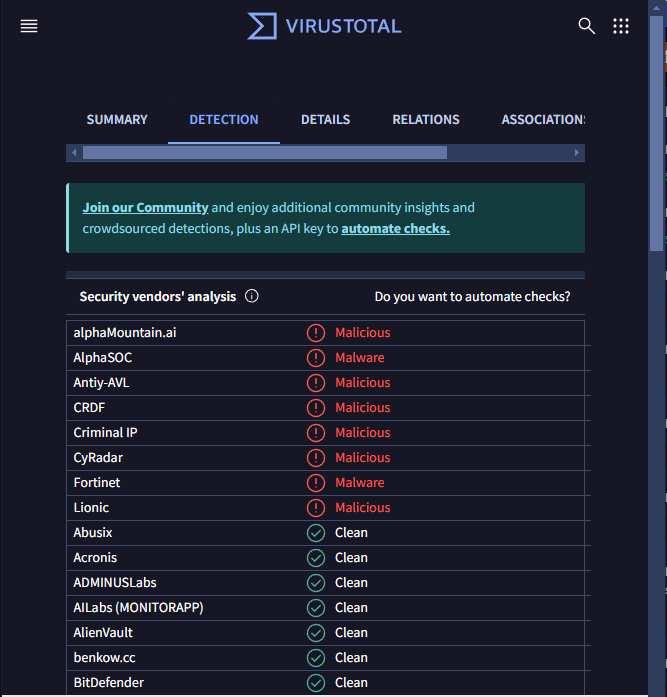 VIRUSTOTAL
SUMMARY DETECTION DETAILS RELATIONS ASSOCIATIONS
Join our Community and enjoy additional community insights and
crowdsourced detections, plus an API key to automate checks.
Security vendors' analysis Do you want to automate checks?
alphaMountain.ai Malicious
AlphaSOC Malware
Antiy-AVL Malicious
CRDF Malicious
Criminal IP Malicious
CyRadar Malicious
Fortinet Malware
Lionic Malicious
Abusix Clean
Acronis Clean
ADMINUSLabs Clean
AILabs (MONITORAPP) Clean
AlienVault Clean
benkow.cc Clean
BitDefender Clean